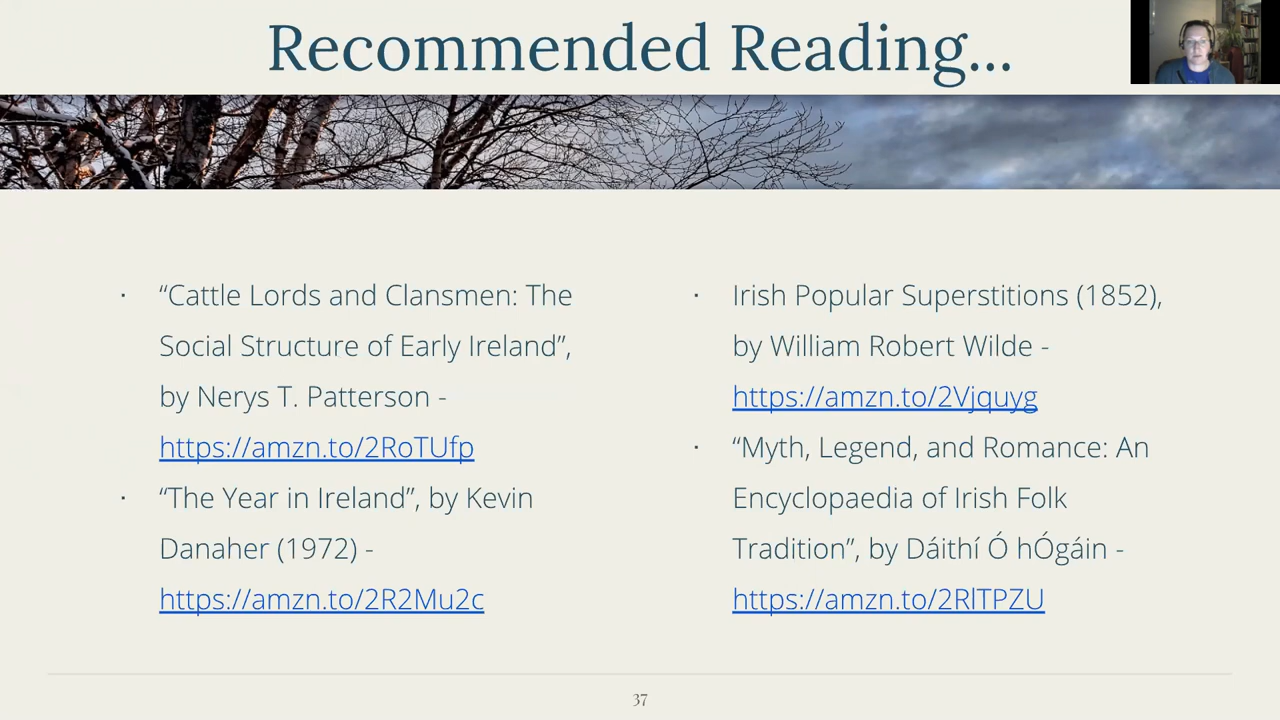 Recommended Reading...
· “Cattle Lords and Clansmen: The
Social Structure of Early Ireland”,
by Nerys T. Patterson -
https://amzn.to/2RoTUfp
· “The Year in Ireland”, by Kevin
Danaher (1972) -
https://amzn.to/2R2Mu2c
· Irish Popular Superstitions (1852),
by William Robert Wilde -
https://amzn.to/2Vjquyg
· “Myth, Legend, and Romance: An
Encyclopaedia of Irish Folk
Tradition”, by Dáithí Ó hÓgáin -
https://amzn.to/2RlTPZU
37